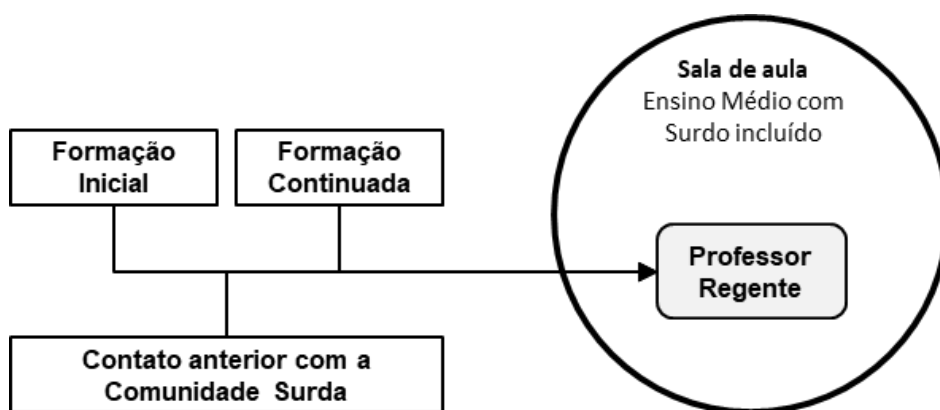 Sala de aula
Ensino Médio com
Surdo incluído
Formação
Inicial
Formação
Continuada
Professor
Regente
Contato anterior com a
Comunidade Surda